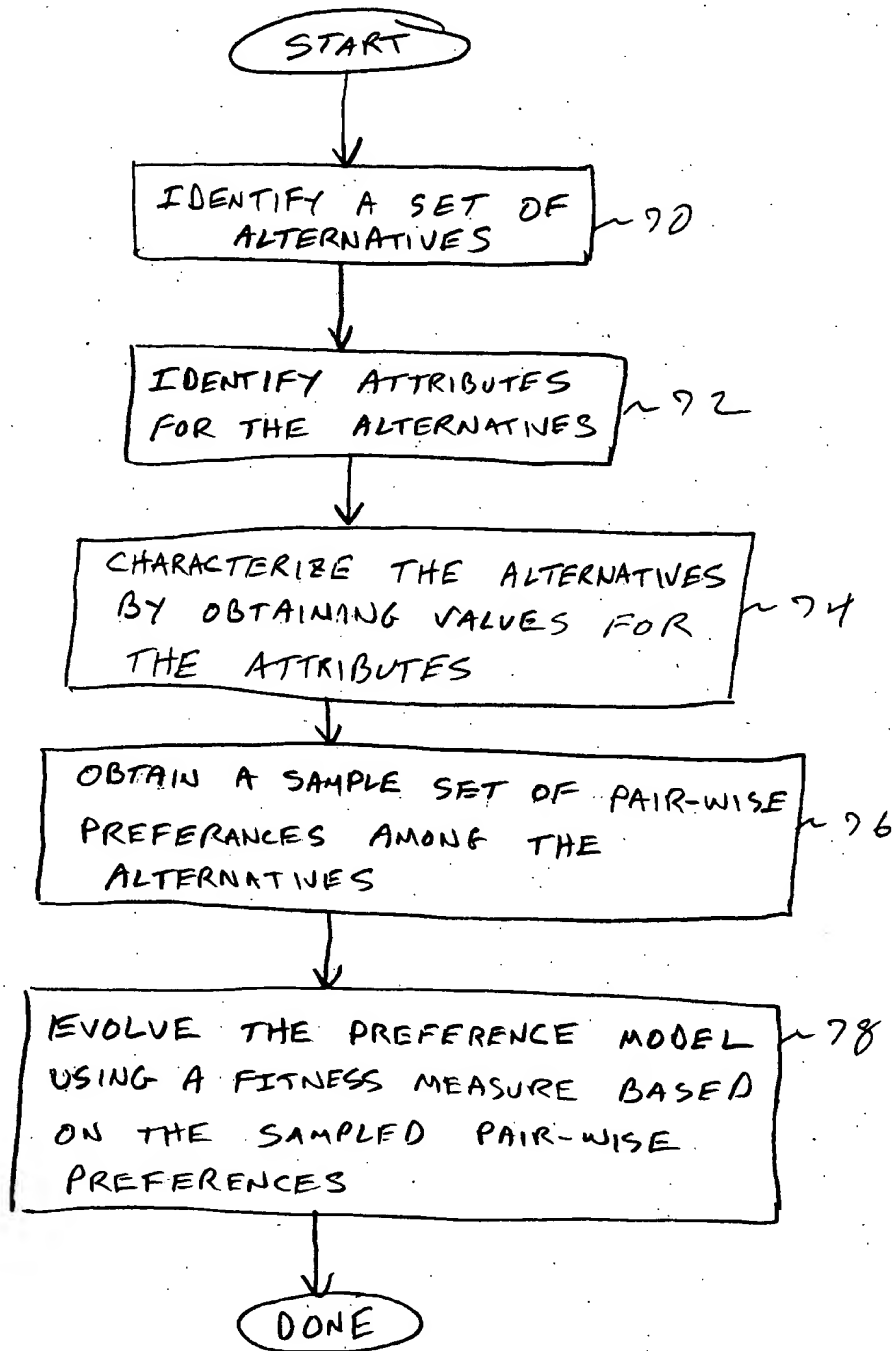 START
IDENTIFY A SET OF
ALTERNATIVES
~70
IDENTIFY ATTRIBUTES
FOR THE ALTERNATIVES
~72
CHARACTERIZE THE ALTERNATIVES
BY OBTAINING VALUES FOR
THE ATTRIBUTES
~74
OBTAIN A SAMPLE SET OF PAIR-WISE
PREFERANCES AMONG THE
ALTERNATIVES
~76
EVOLVE THE PREFERENCE MODEL
USING A FITNESS MEASURE BASED
ON THE SAMPLED PAIR-WISE
PREFERENCES
~78
DONE